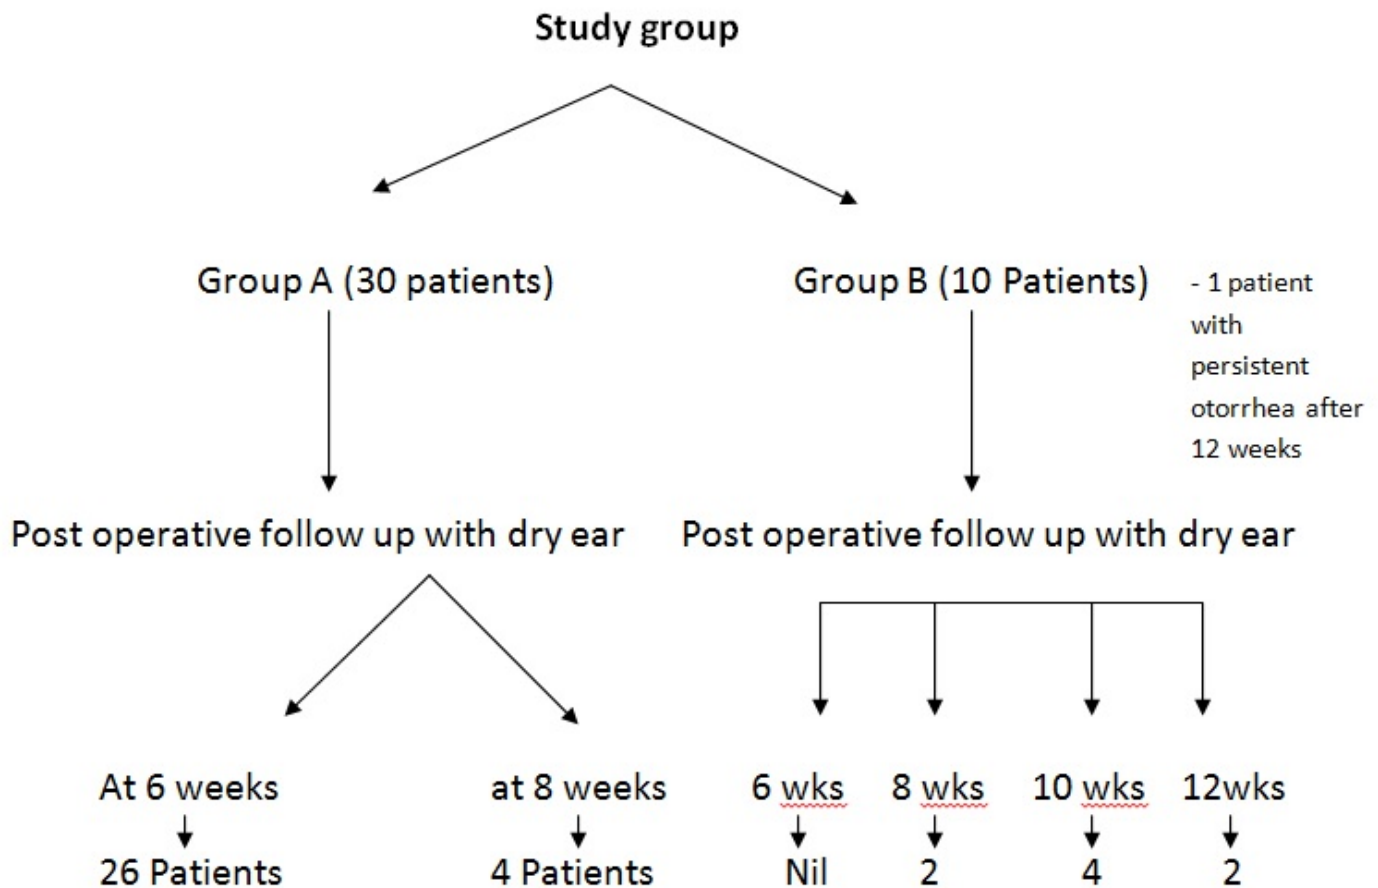 Study group
Group A (30 patients)
Group B (10 Patients)
- 1 patient
with
persistent
otorrhea after
12 weeks
Post operative follow up with dry ear
Post operative follow up with dry ear
At 6 weeks
at 8 weeks
6 wks
8 wks
10 wks
12wks
26 Patients
4 Patients
Nil
2
4
2